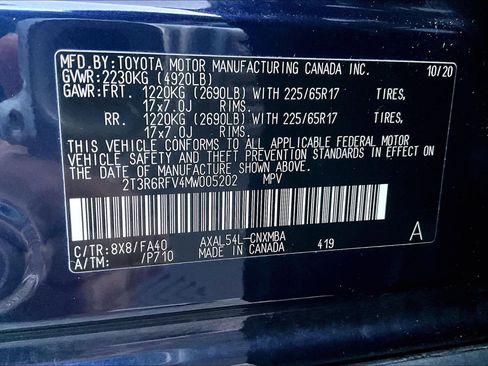 MFD.BY:TOYOTA MOTOR MANUFACTURING CANADA INC. 10/20
GVWR:2230KG (4920LB)
GAWR:FRT. 1220KG (2690LB) WITH 225/65R17 TIRES,
17x7.0J RIMS.
RR. 1220KG (2690LB) WITH 225/65R17 TIRES,
17x7.0J RIMS.
THIS VEHICLE CONFORMS TO ALL APPLICABLE FEDERAL MOTOR
VEHICLE SAFETY AND THEFT PREVENTION STANDARDS IN
EFFECT ON THE DATE OF MANUFACTURE SHOWN ABOVE.
2T3R6RFV4MW005202 MPV
C/TR:8X8/FA40 AXAL54L-CNXMBA 419 A
A/TM: /P710 MADE IN CANADA